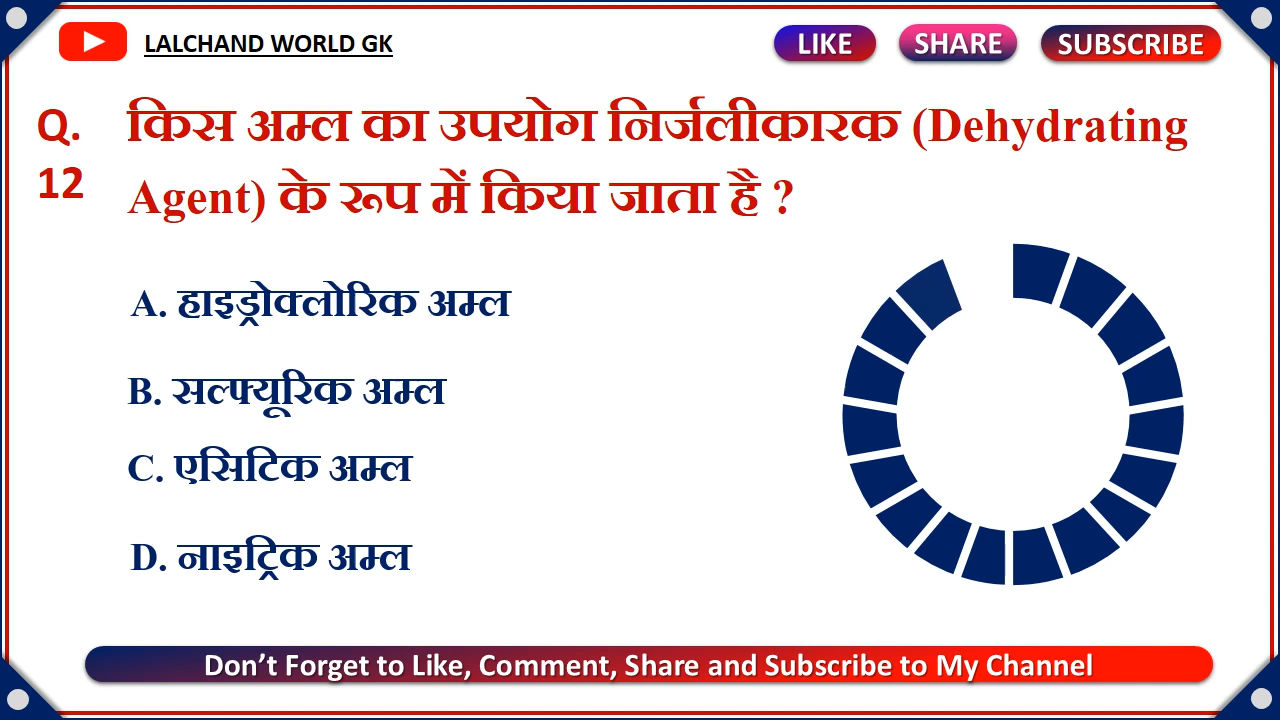 LALCHAND WORLD GK
LIKE
SHARE
SUBSCRIBE
Q. 12
किस अम्ल का उपयोग निर्जलीकारक (Dehydrating
Agent) के रूप में किया जाता है ?
A. हाइड्रोक्लोरिक अम्ल
B. सल्फ्यूरिक अम्ल
C. एसिटिक अम्ल
D. नाइट्रिक अम्ल
Don’t Forget to Like, Comment, Share and Subscribe to My Channel